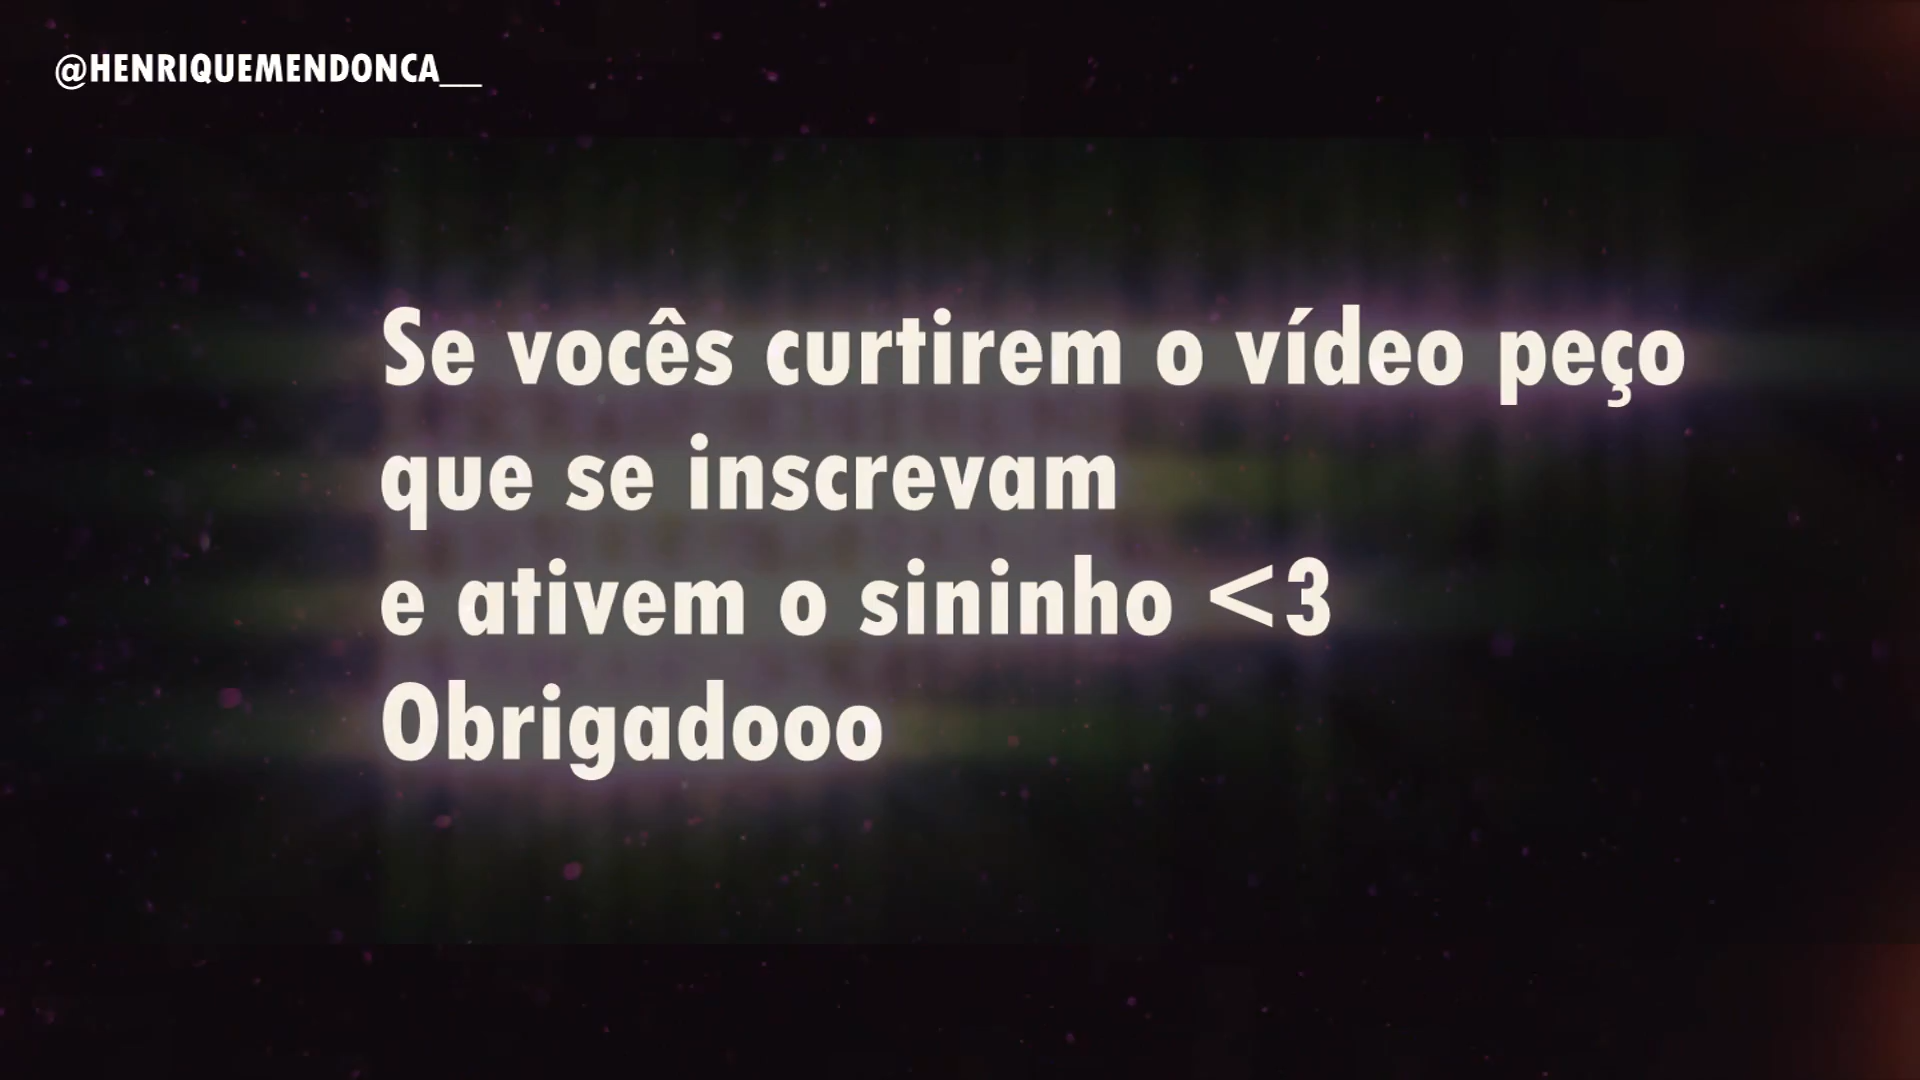 @HENRIQUEMENDONCA__
Se vocês curtirem o vídeo peço
que se inscrevam
e ativem o sininho <3
Obrigadooo